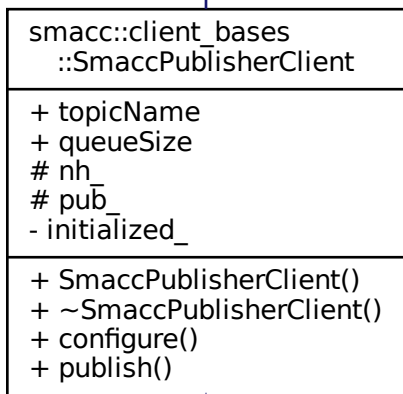 smacc::client_bases
::SmaccPublisherClient
+ topicName
+ queueSize
# nh_
# pub_
- initialized_
+ SmaccPublisherClient()
+ ~SmaccPublisherClient()
+ configure()
+ publish()